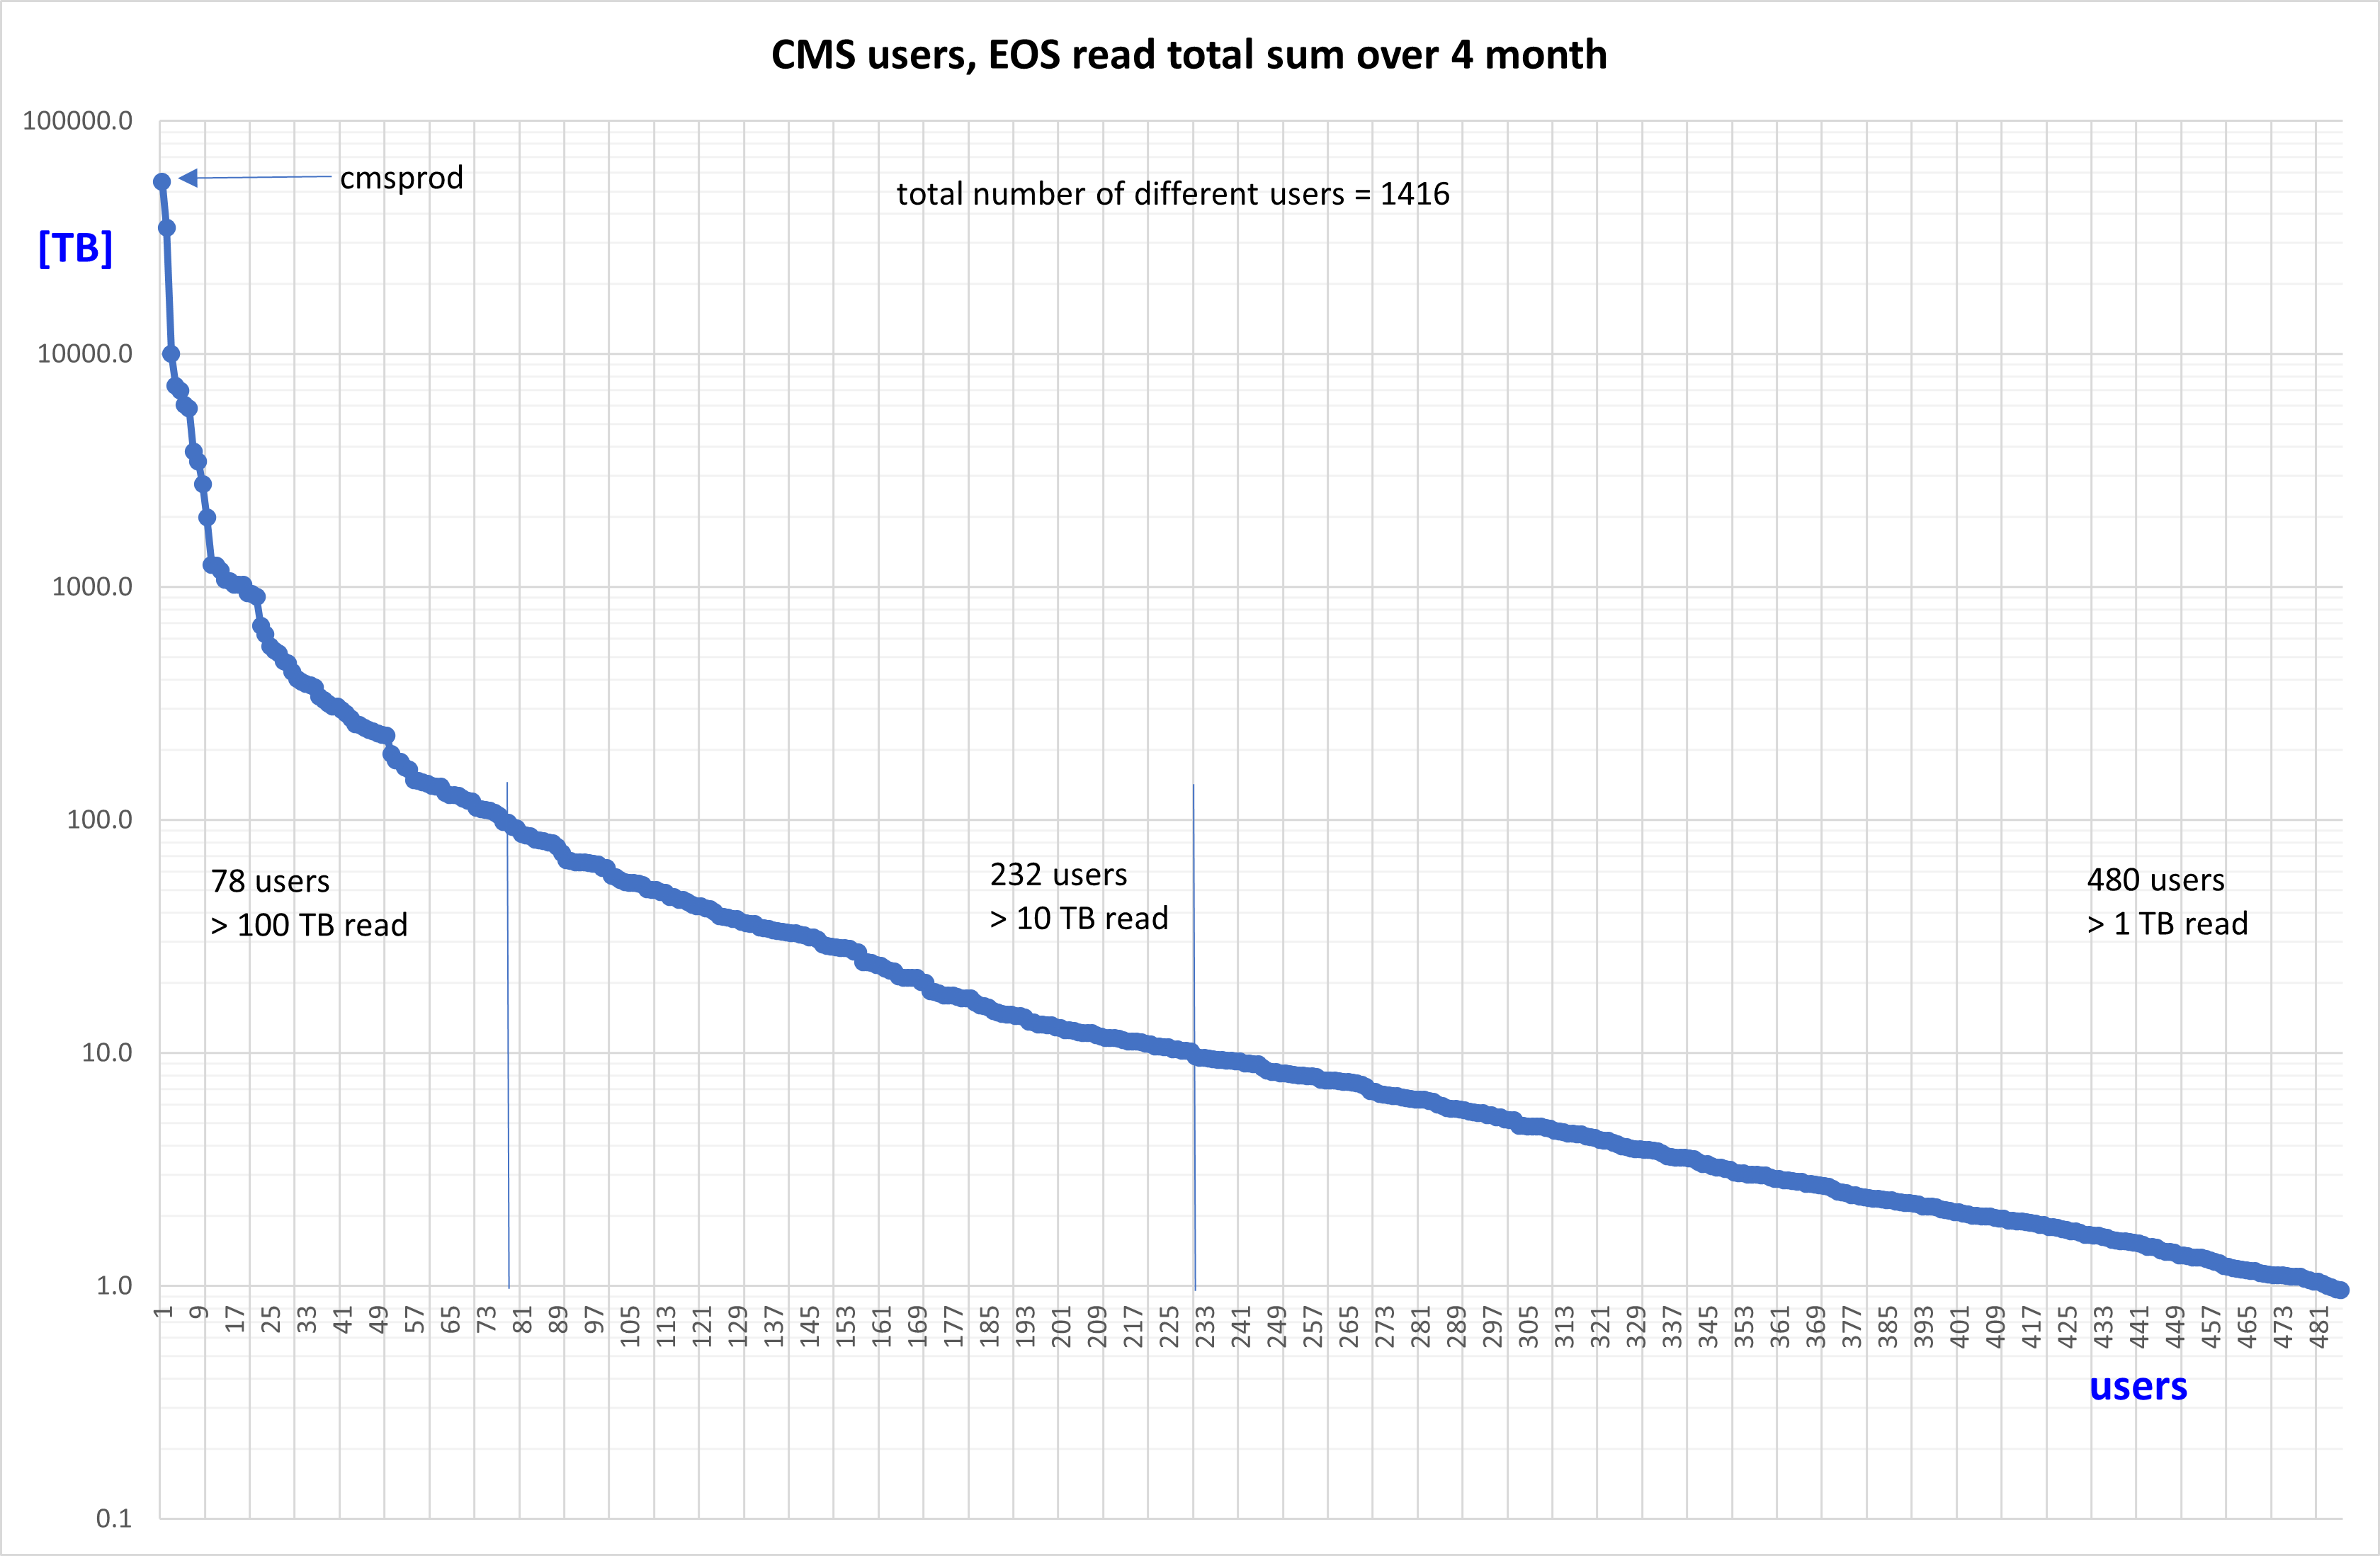 CMS users, EOS read total sum over 4 month
100000.0
cmsprod
total number of different users = 1416
[TB]
10000.0
1000.0
100.0
78 users
> 100 TB read
232 users
> 10 TB read
480 users
> 1 TB read
10.0
1.0
1 9 17 25 33 41 49 57 65 73 81 89 97 105 113 121 129 137 145 153 161 169 177 185 193 201 209 217 225 233 241 249 257 265 273 281 289 297 305 313 321 329 337 345 353 361 369 377 385 393 401 409 417 425 433 441 449 457 465 473 481
users
0.1